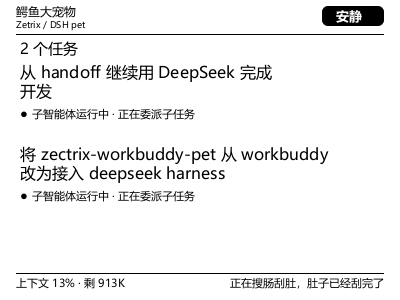 鳄鱼大宠物
Zetrix / DSH pet
安静
2 个任务
从 handoff 继续用 DeepSeek 完成
开发
● 子智能体运行中 · 正在委派子任务
将 zectrix-workbuddy-pet 从 workbuddy
改为接入 deepseek harness
● 子智能体运行中 · 正在委派子任务
上下文 13% · 剩 913K
正在搜肠刮肚，肚子已经刮完了